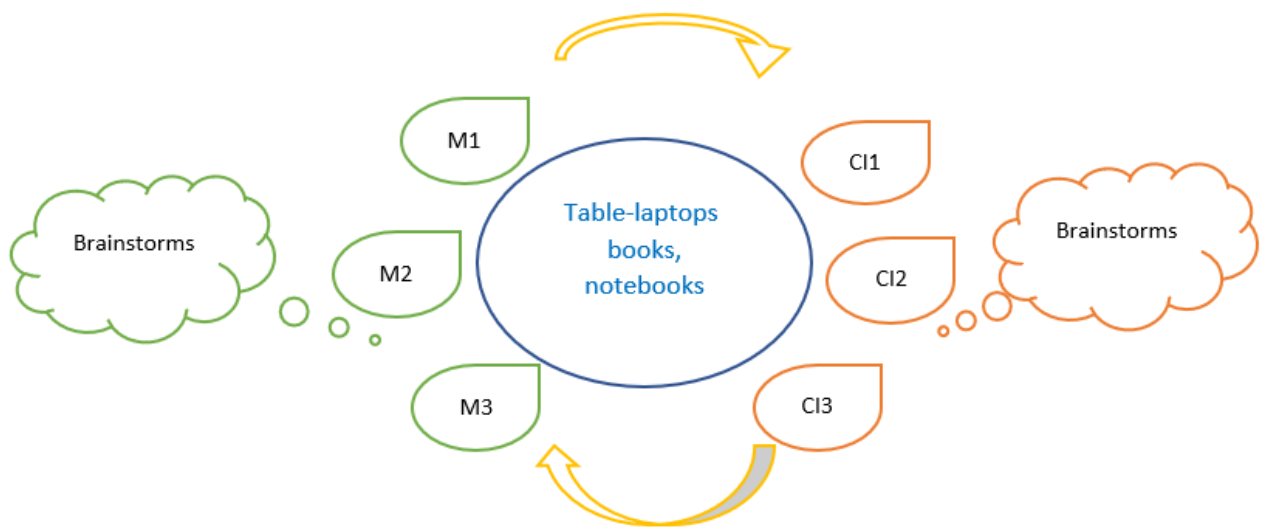 M1
CI1
Table-laptops
books,
notebooks
Brainstorms
Brainstorms
M2
CI2
M3
CI3